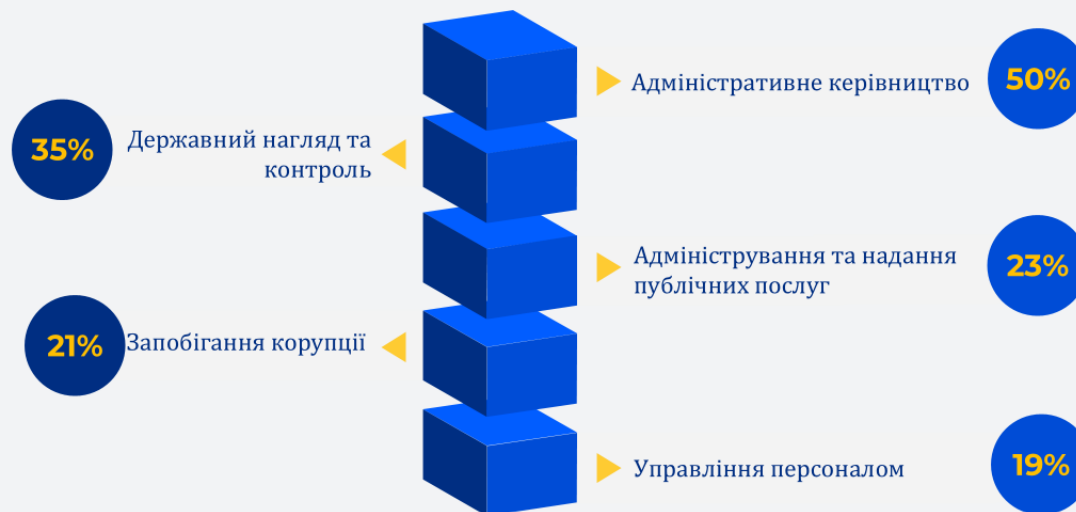 Адміністративне керівництво
50%
35%
Державний нагляд та
контроль
Адміністрування та надання
публічних послуг
23%
21%
Запобігання корупції
Управління персоналом
19%